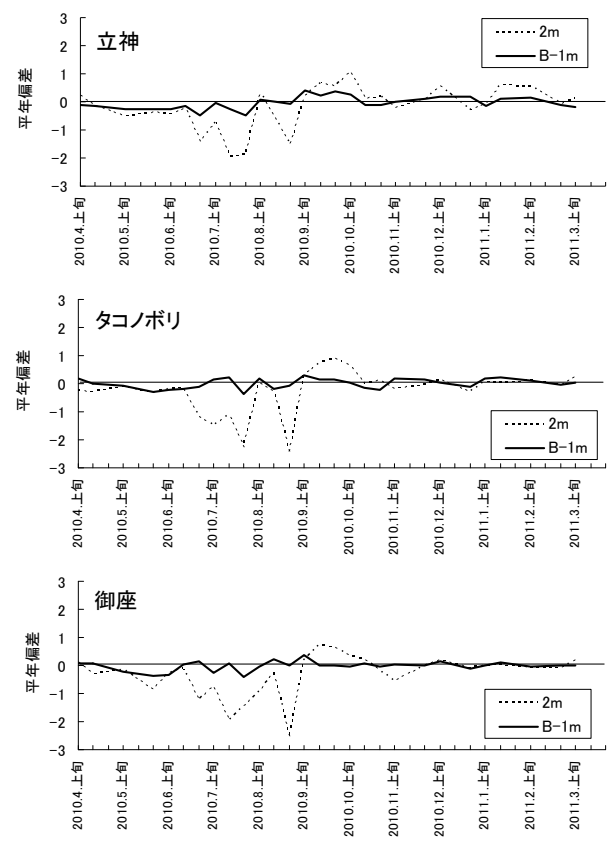 立神
2m
B-1m
平年偏差
3
2
1
0
-1
-2
-3
2010.4.上旬
2010.5.上旬
2010.6.上旬
2010.7.上旬
2010.8.上旬
2010.9.上旬
2010.10.上旬
2010.11.上旬
2010.12.上旬
2011.1.上旬
2011.2.上旬
2011.3.上旬
タコノボリ
平年偏差
3
2
1
0
-1
-2
-3
2m
B-1m
2010.4.上旬
2010.5.上旬
2010.6.上旬
2010.7.上旬
2010.8.上旬
2010.9.上旬
2010.10.上旬
2010.11.上旬
2010.12.上旬
2011.1.上旬
2011.2.上旬
2011.3.上旬
御座
平年偏差
3
2
1
0
-1
-2
-3
2m
B-1m
2010.4.上旬
2010.5.上旬
2010.6.上旬
2010.7.上旬
2010.8.上旬
2010.9.上旬
2010.10.上旬
2010.11.上旬
2010.12.上旬
2011.1.上旬
2011.2.上旬
2011.3.上旬